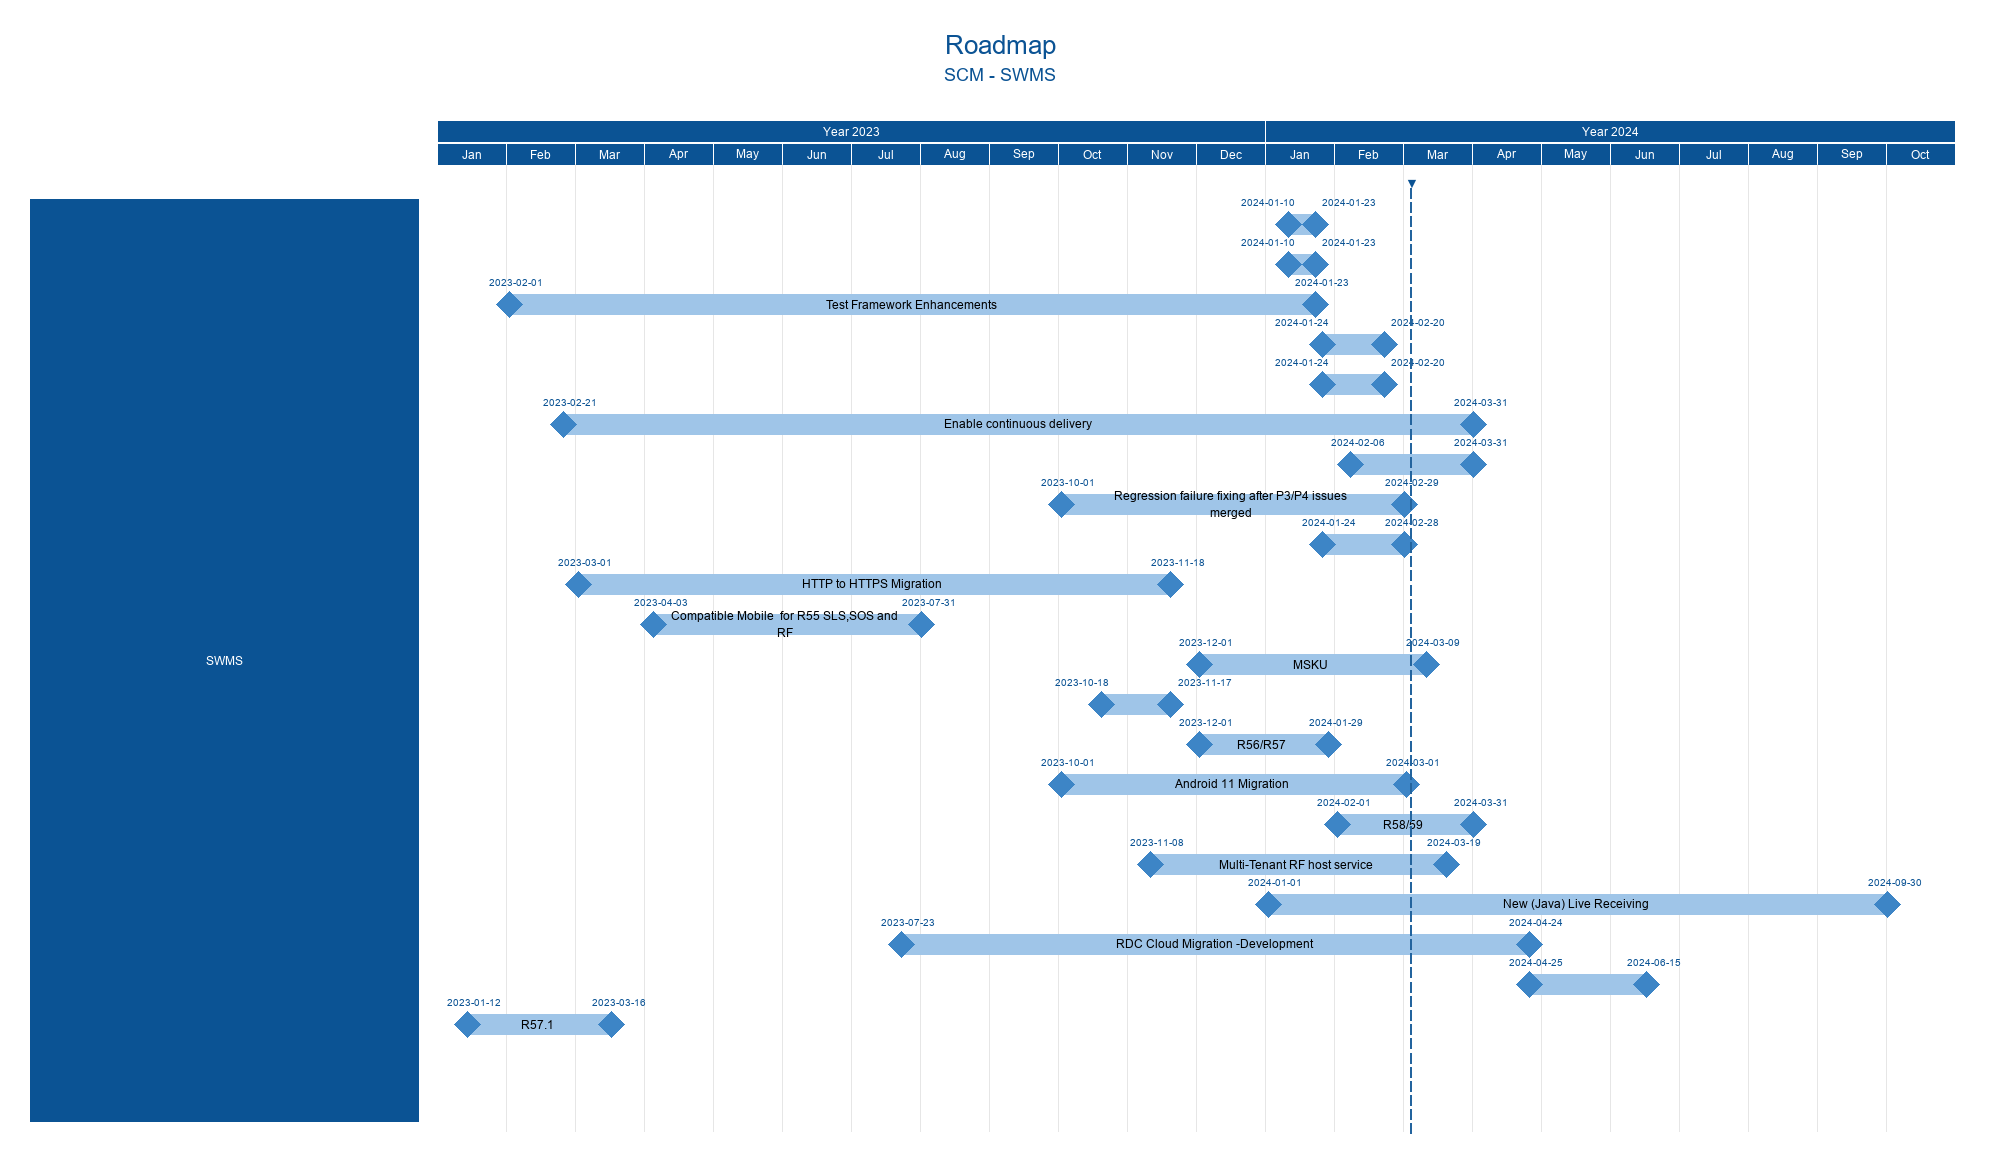 Roadmap
SCM - SWMS
Year 2023 Year 2024
Jan Feb Mar Apr May Jun Jul Aug Sep Oct Nov Dec Jan Feb Mar Apr May Jun Jul Aug Sep Oct
2024-01-10 2024-01-23
2024-01-10 2024-01-23
2023-02-01 2024-01-23
Test Framework Enhancements
2024-01-24 2024-02-20
2024-01-24 2024-02-20
2023-02-21 2024-03-31
Enable continuous delivery
2024-02-06 2024-03-31
2023-10-01 2024-02-29
Regression failure fixing after P3/P4 issues
merged
2024-01-24 2024-02-28
2023-03-01 2023-11-18
HTTP to HTTPS Migration
2023-04-03 2023-07-31
Compatible Mobile  for R55 SLS,SOS and
RF
2023-12-01 2024-03-09
SWMS
MSKU
2023-10-18 2023-11-17
2023-12-01 2024-01-29
R56/R57
2023-10-01 2024-03-01
Android 11 Migration
2024-02-01 2024-03-31
R58/59
2023-11-08 2024-03-19
Multi-Tenant RF host service
2024-01-01 2024-09-30
New (Java) Live Receiving
2023-07-23 2024-04-24
RDC Cloud Migration -Development
2024-04-25 2024-06-15
2023-01-12 2023-03-16
R57.1